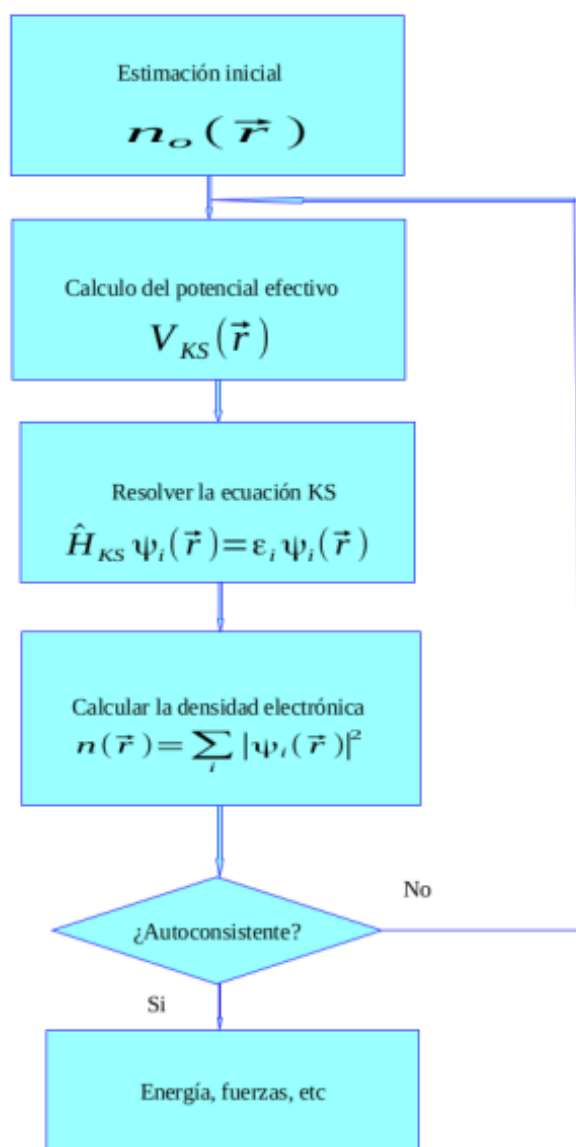 Estimación inicial
n₀(r⃗)
Calculo del potencial efectivo
V_KS(r⃗)
Resolver la ecuación KS
Ĥ_KS ψ_i(r⃗)=ε_i ψ_i(r⃗)
Calcular la densidad electrónica
n(r⃗)=∑_i |ψ_i(r⃗)|²
No
¿Autoconsistente?
Si
Energía, fuerzas, etc